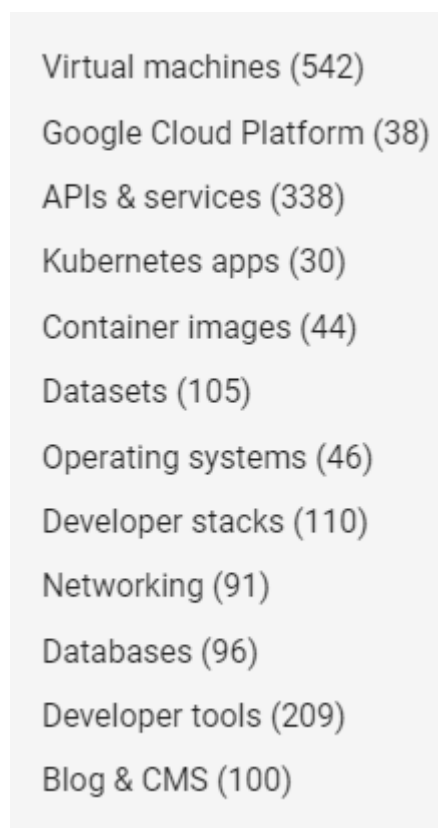 Virtual machines (542)
Google Cloud Platform (38)
APIs & services (338)
Kubernetes apps (30)
Container images (44)
Datasets (105)
Operating systems (46)
Developer stacks (110)
Networking (91)
Databases (96)
Developer tools (209)
Blog & CMS (100)